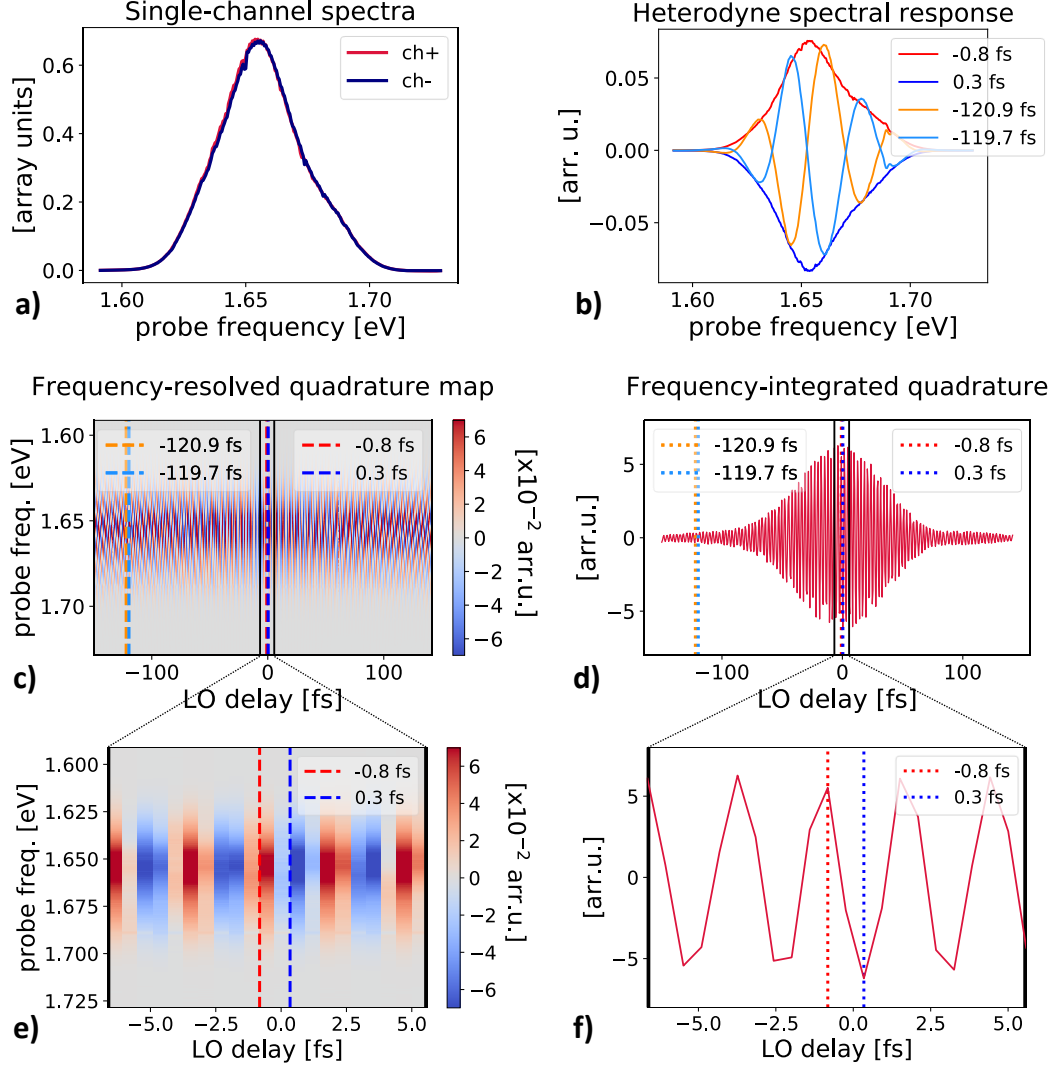 Single-channel spectra
ch+
ch-
[array units]
0.6
0.4
0.2
0.0
1.60
1.65
1.70
probe frequency [eV]
a)
Heterodyne spectral response
-0.8 fs
0.3 fs
-120.9 fs
-119.7 fs
[arr. u.]
0.05
0.00
−0.05
1.60
1.65
1.70
probe frequency [eV]
b)
Frequency-resolved quadrature map
-120.9 fs
-119.7 fs
-0.8 fs
0.3 fs
probe freq. [eV]
1.60
1.65
1.70
−100
0
100
LO delay [fs]
6
4
2
0
−2
−4
−6
[x10⁻² arr.u.]
c)
Frequency-integrated quadrature
-120.9 fs
-119.7 fs
-0.8 fs
0.3 fs
[arr.u.]
5
0
−5
−100
0
100
LO delay [fs]
d)
-0.8 fs
0.3 fs
probe freq. [eV]
1.600
1.625
1.650
1.675
1.700
1.725
−5.0
−2.5
0.0
2.5
5.0
LO delay [fs]
6
4
2
0
−2
−4
−6
[x10⁻² arr.u.]
e)
-0.8 fs
0.3 fs
[arr.u.]
5
0
−5
−5.0
−2.5
0.0
2.5
5.0
LO delay [fs]
f)